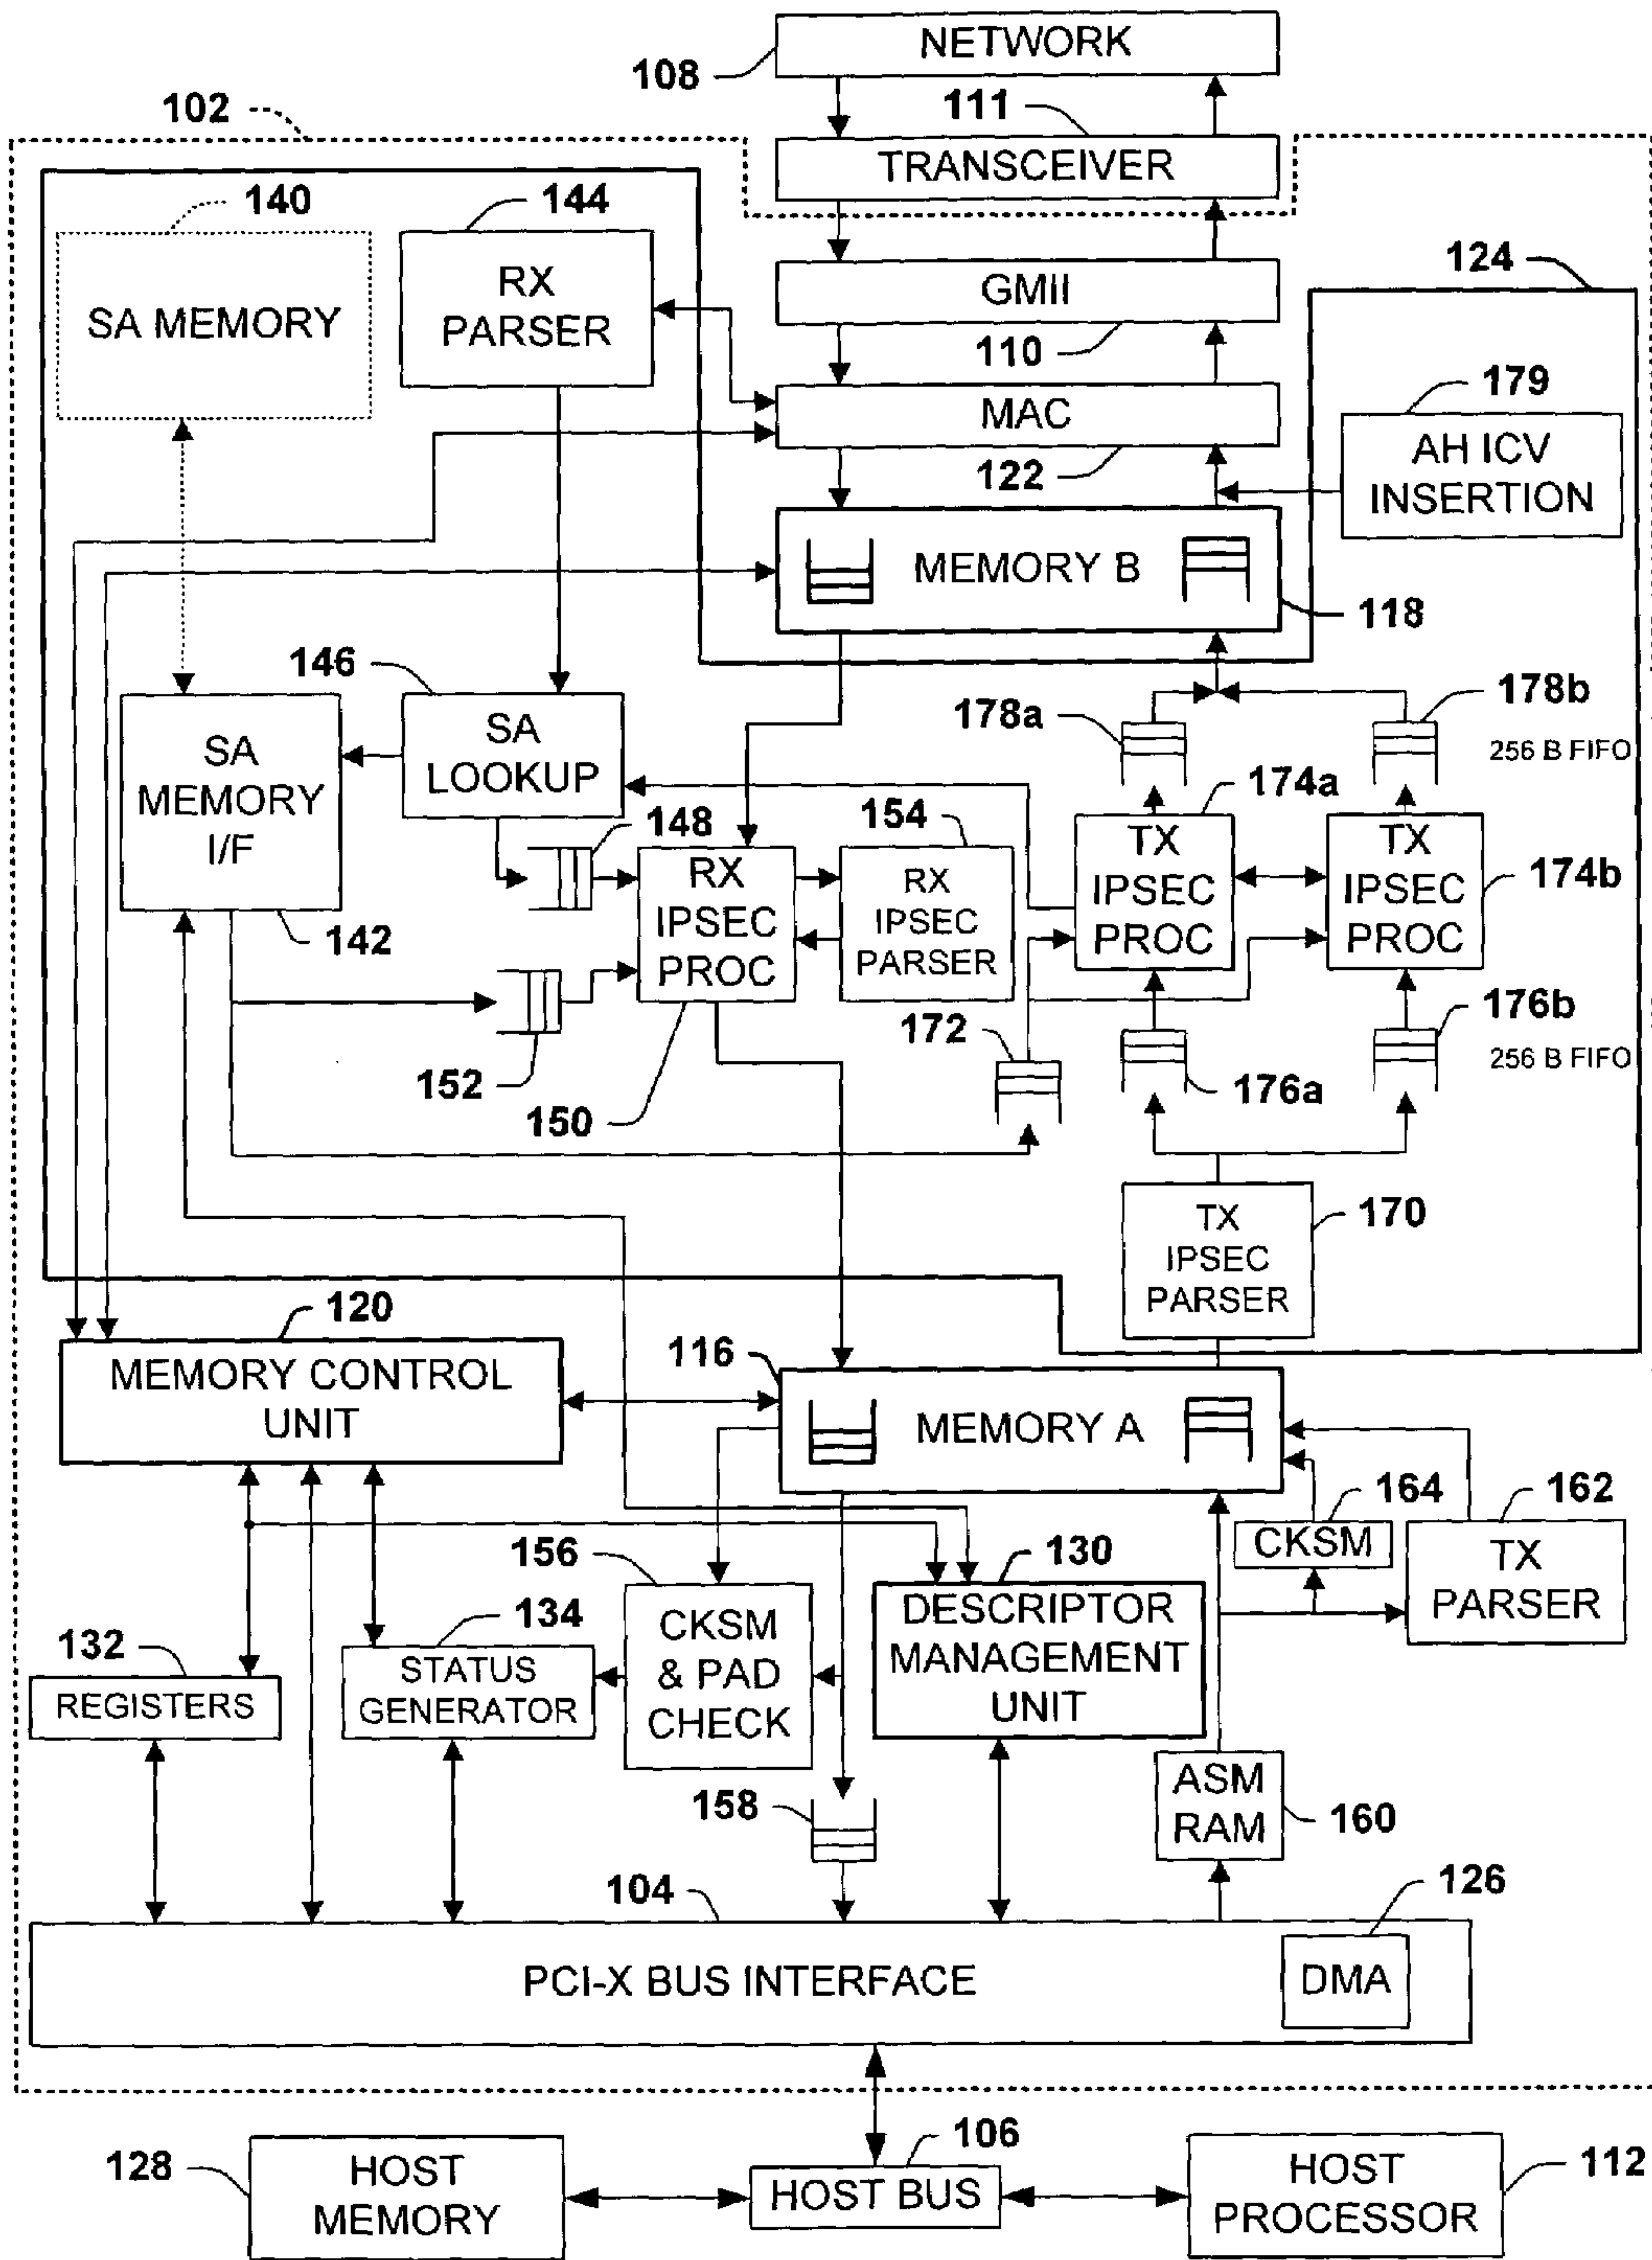 NETWORK
108
102
111
TRANSCEIVER
140
144
124
SA MEMORY
RX
PARSER
GMII
110
179
MAC
122
AH ICV
INSERTION
MEMORY B
118
146
178a
178b
256 B FIFO
SA
MEMORY
I/F
SA
LOOKUP
148
154
174a
142
RX
IPSEC
PROC
RX
IPSEC
PARSER
TX
IPSEC
PROC
TX
IPSEC
PROC
174b
152
150
172
176a
176b
256 B FIFO
TX
IPSEC
PARSER
170
120
MEMORY CONTROL
UNIT
116
MEMORY A
164
162
156
130
CKSM
TX
PARSER
132
134
REGISTERS
STATUS
GENERATOR
CKSM
& PAD
CHECK
DESCRIPTOR
MANAGEMENT
UNIT
158
ASM
RAM
160
104
126
PCI-X BUS INTERFACE
DMA
106
128
HOST
MEMORY
HOST BUS
HOST
PROCESSOR
112